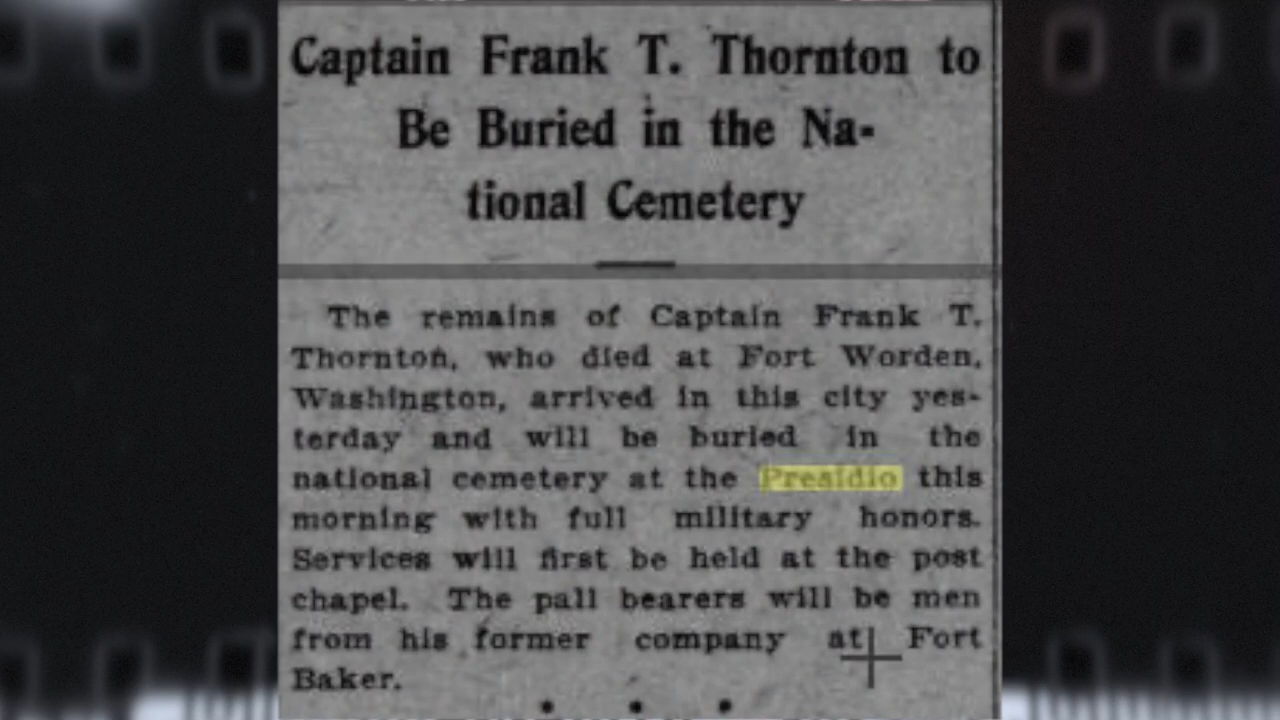 Captain Frank T. Thornton to
Be Buried in the Na-
tional Cemetery
The remains of Captain Frank T.
Thornton, who died at Fort Worden,
Washington, arrived in this city yes-
terday and will be buried in the
national cemetery at the Presidio this
morning with full military honors.
Services will first be held at the post
chapel. The pall bearers will be men
from his former company at Fort
Baker.